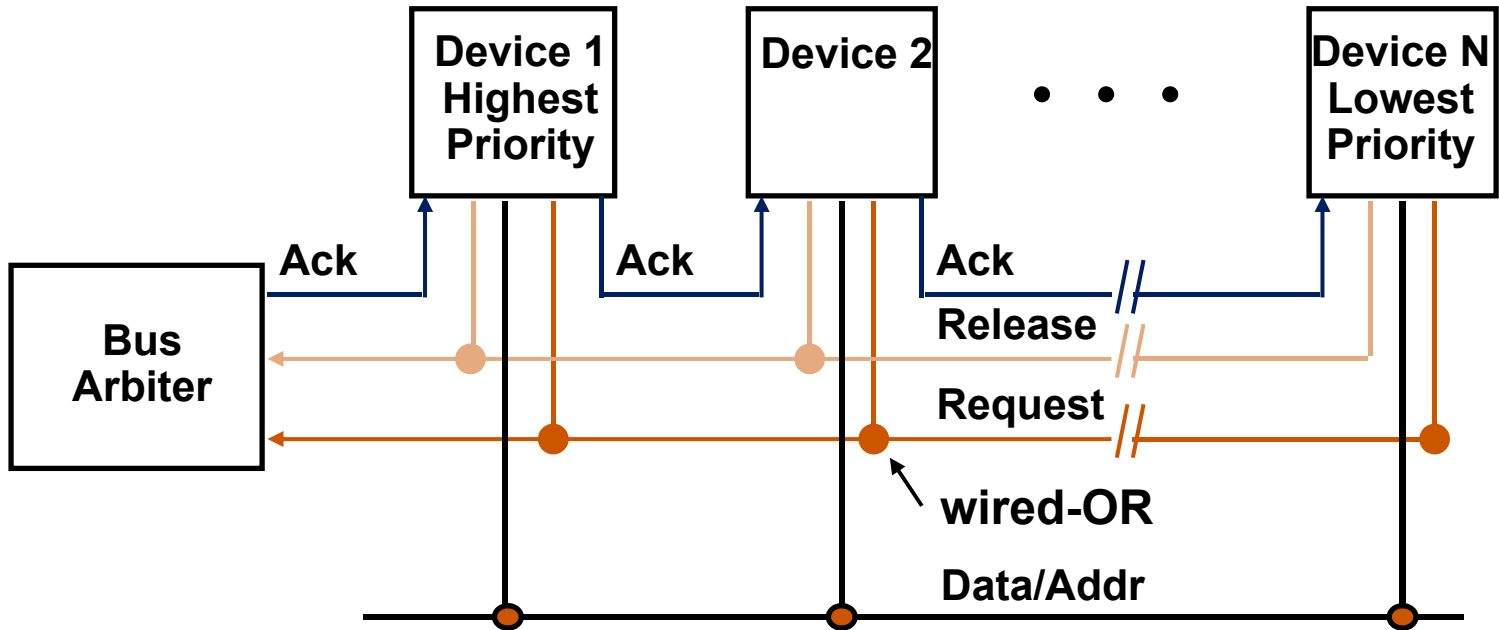 Device 1
Highest
Priority
Device 2
Device N
Lowest
Priority
Ack
Ack
Ack
Bus
Arbiter
Release
Request
wired-OR
Data/Addr